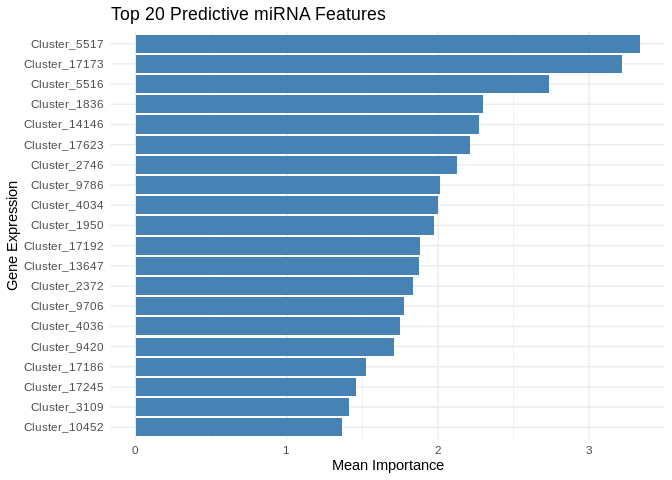 Top 20 Predictive miRNA Features
Gene Expression
Cluster_5517
Cluster_17173
Cluster_5516
Cluster_1836
Cluster_14146
Cluster_17623
Cluster_2746
Cluster_9786
Cluster_4034
Cluster_1950
Cluster_17192
Cluster_13647
Cluster_2372
Cluster_9706
Cluster_4036
Cluster_9420
Cluster_17186
Cluster_17245
Cluster_3109
Cluster_10452
0 1 2 3
Mean Importance